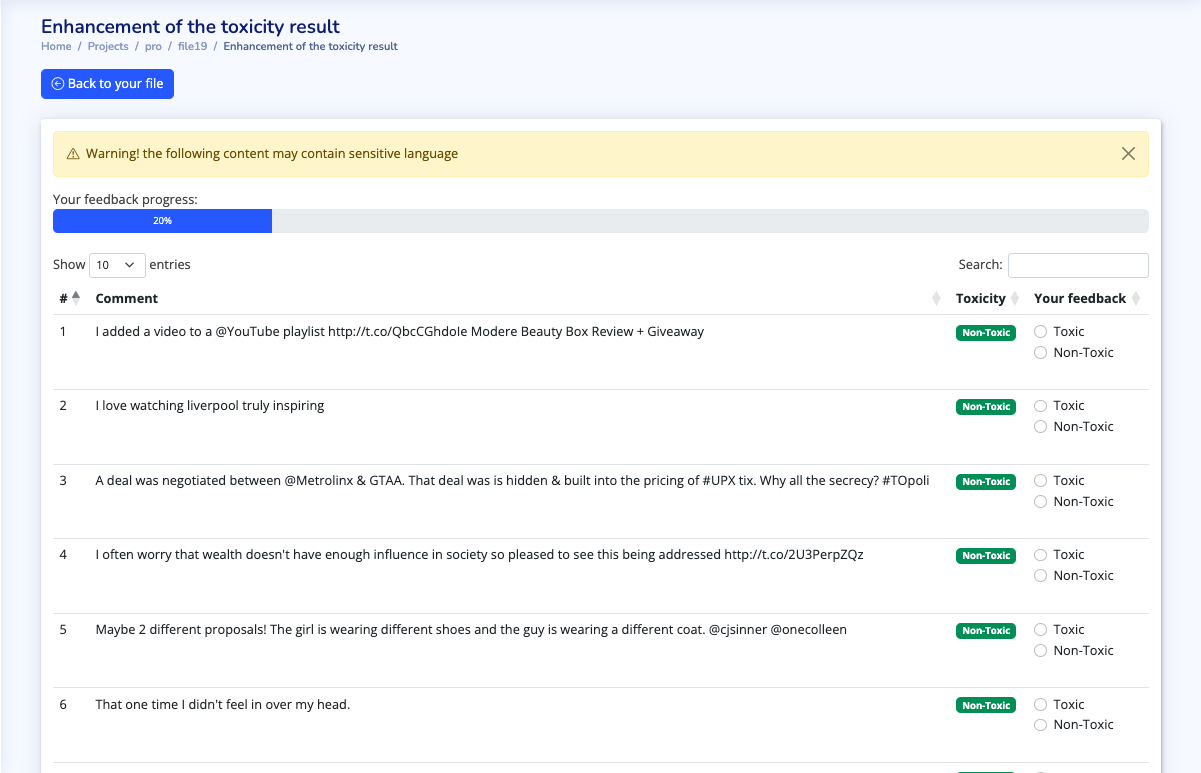 Enhancement of the toxicity result
Home / Projects / pro / file19 / Enhancement of the toxicity result
Back to your file
Warning! the following content may contain sensitive language
Your feedback progress:
20%
Show 10 entries Search:
# Comment Toxicity Your feedback
1 I added a video to a @YouTube playlist http://t.co/QbcCGhdole Modere Beauty Box Review + Giveaway Non-Toxic Toxic
Non-Toxic
2 I love watching liverpool truly inspiring Non-Toxic Toxic
Non-Toxic
3 A deal was negotiated between @Metrolinx & GTAA. That deal was is hidden & built into the pricing of #UPX tix. Why all the secrecy? #TOpoli Non-Toxic Toxic
Non-Toxic
4 I often worry that wealth doesn't have enough influence in society so pleased to see this being addressed http://t.co/2U3PerpZQz Non-Toxic Toxic
Non-Toxic
5 Maybe 2 different proposals! The girl is wearing different shoes and the guy is wearing a different coat. @cjsinner @onecolleen Non-Toxic Toxic
Non-Toxic
6 That one time I didn't feel in over my head. Non-Toxic Toxic
Non-Toxic